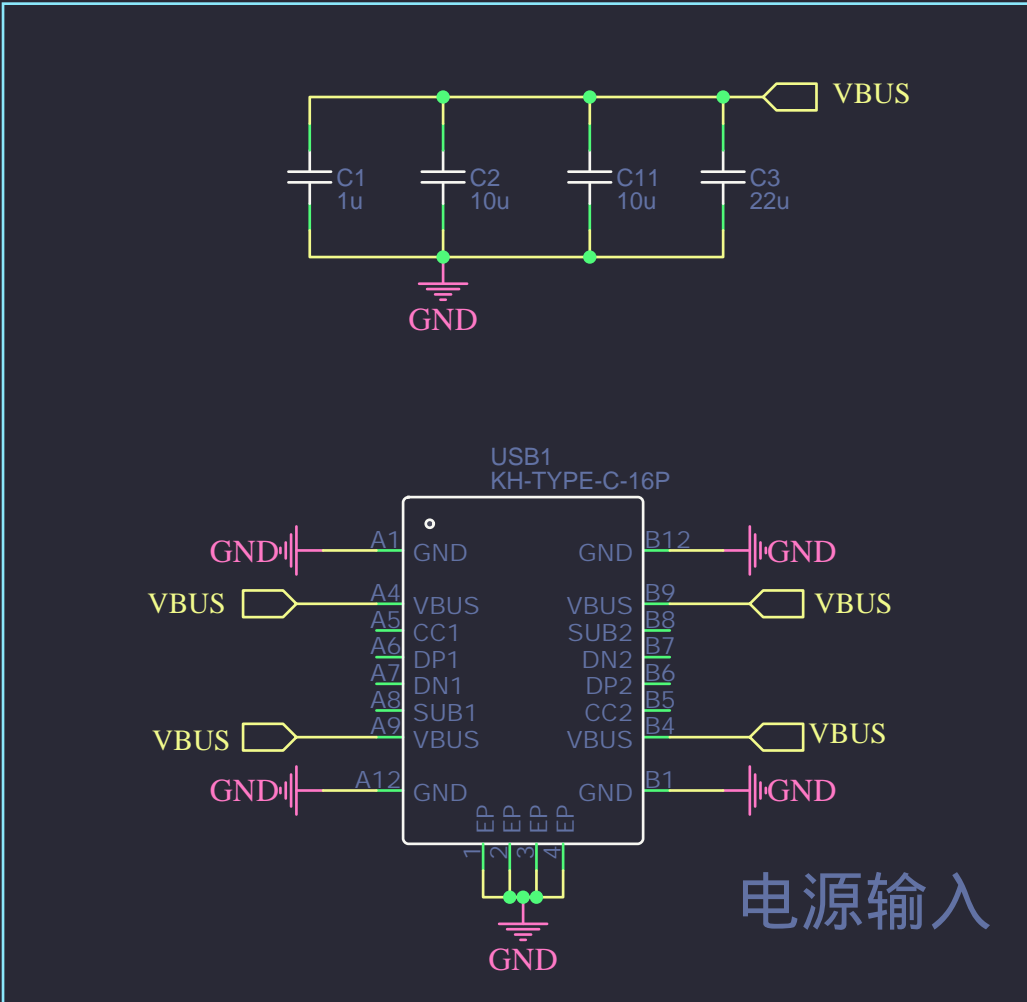 VBUS
C1
1u
C2
10u
C11
10u
C3
22u
GND
USB1
KH-TYPE-C-16P
GND
A1
GND
GND
B12
GND
VBUS
A4
VBUS
VBUS
B9
VBUS
A5
CC1
SUB2
B8
A6
DP1
DN2
B7
A7
DN1
DP2
B6
A8
SUB1
CC2
B5
VBUS
A9
VBUS
VBUS
B4
VBUS
GND
A12
GND
GND
B1
GND
EP
EP
EP
EP
1
2
3
4
GND
电源输入